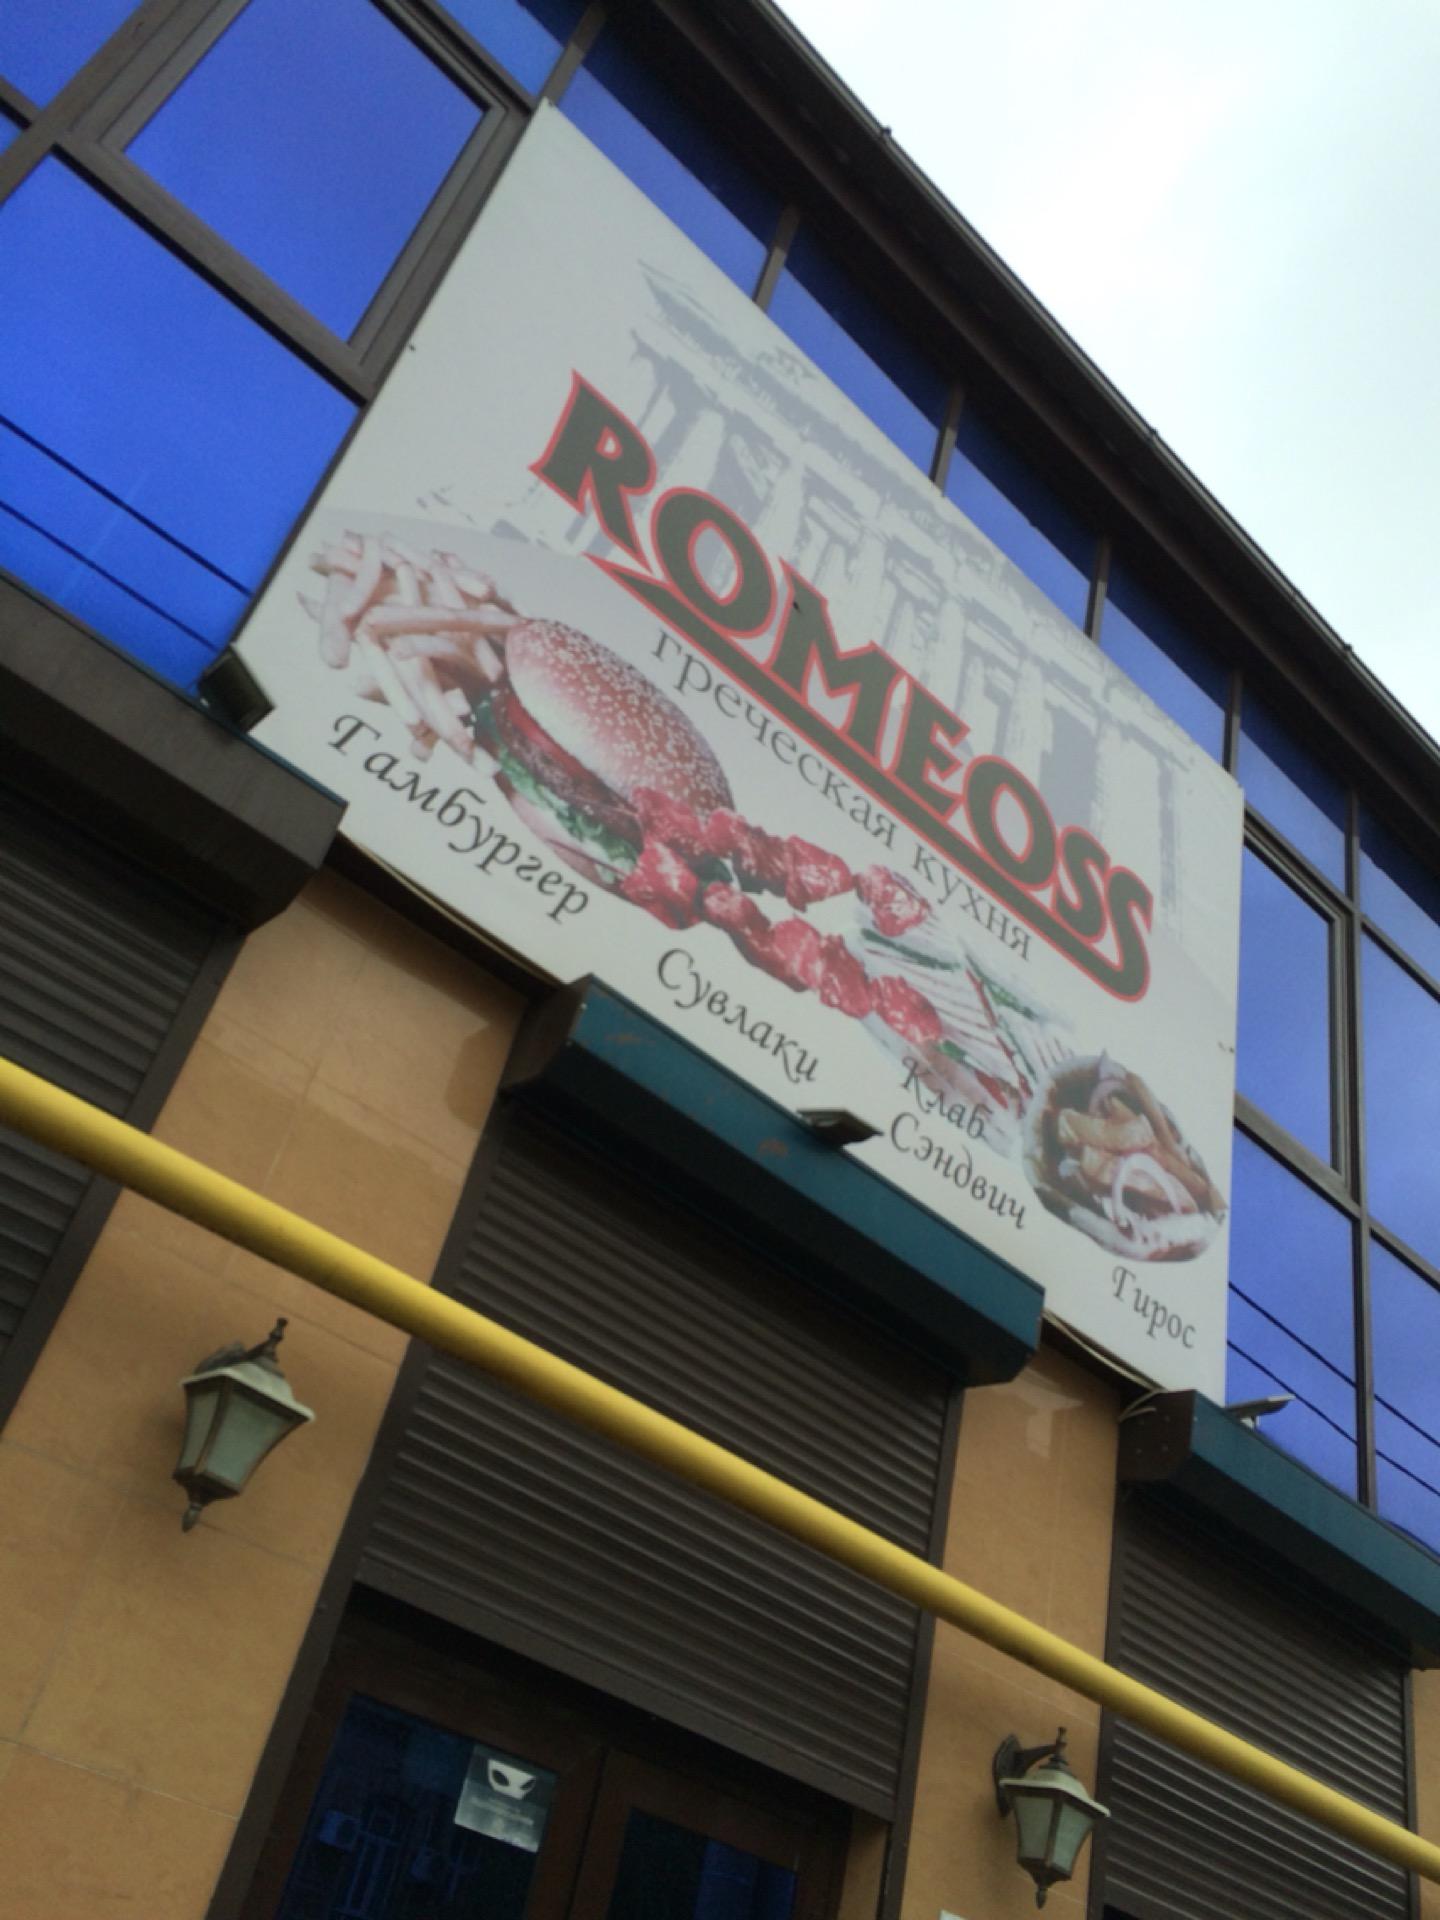 ROMEOSS
греческая кухня
Гамбургер
Сувлаки
Клаб
Сэндвич
Гирос